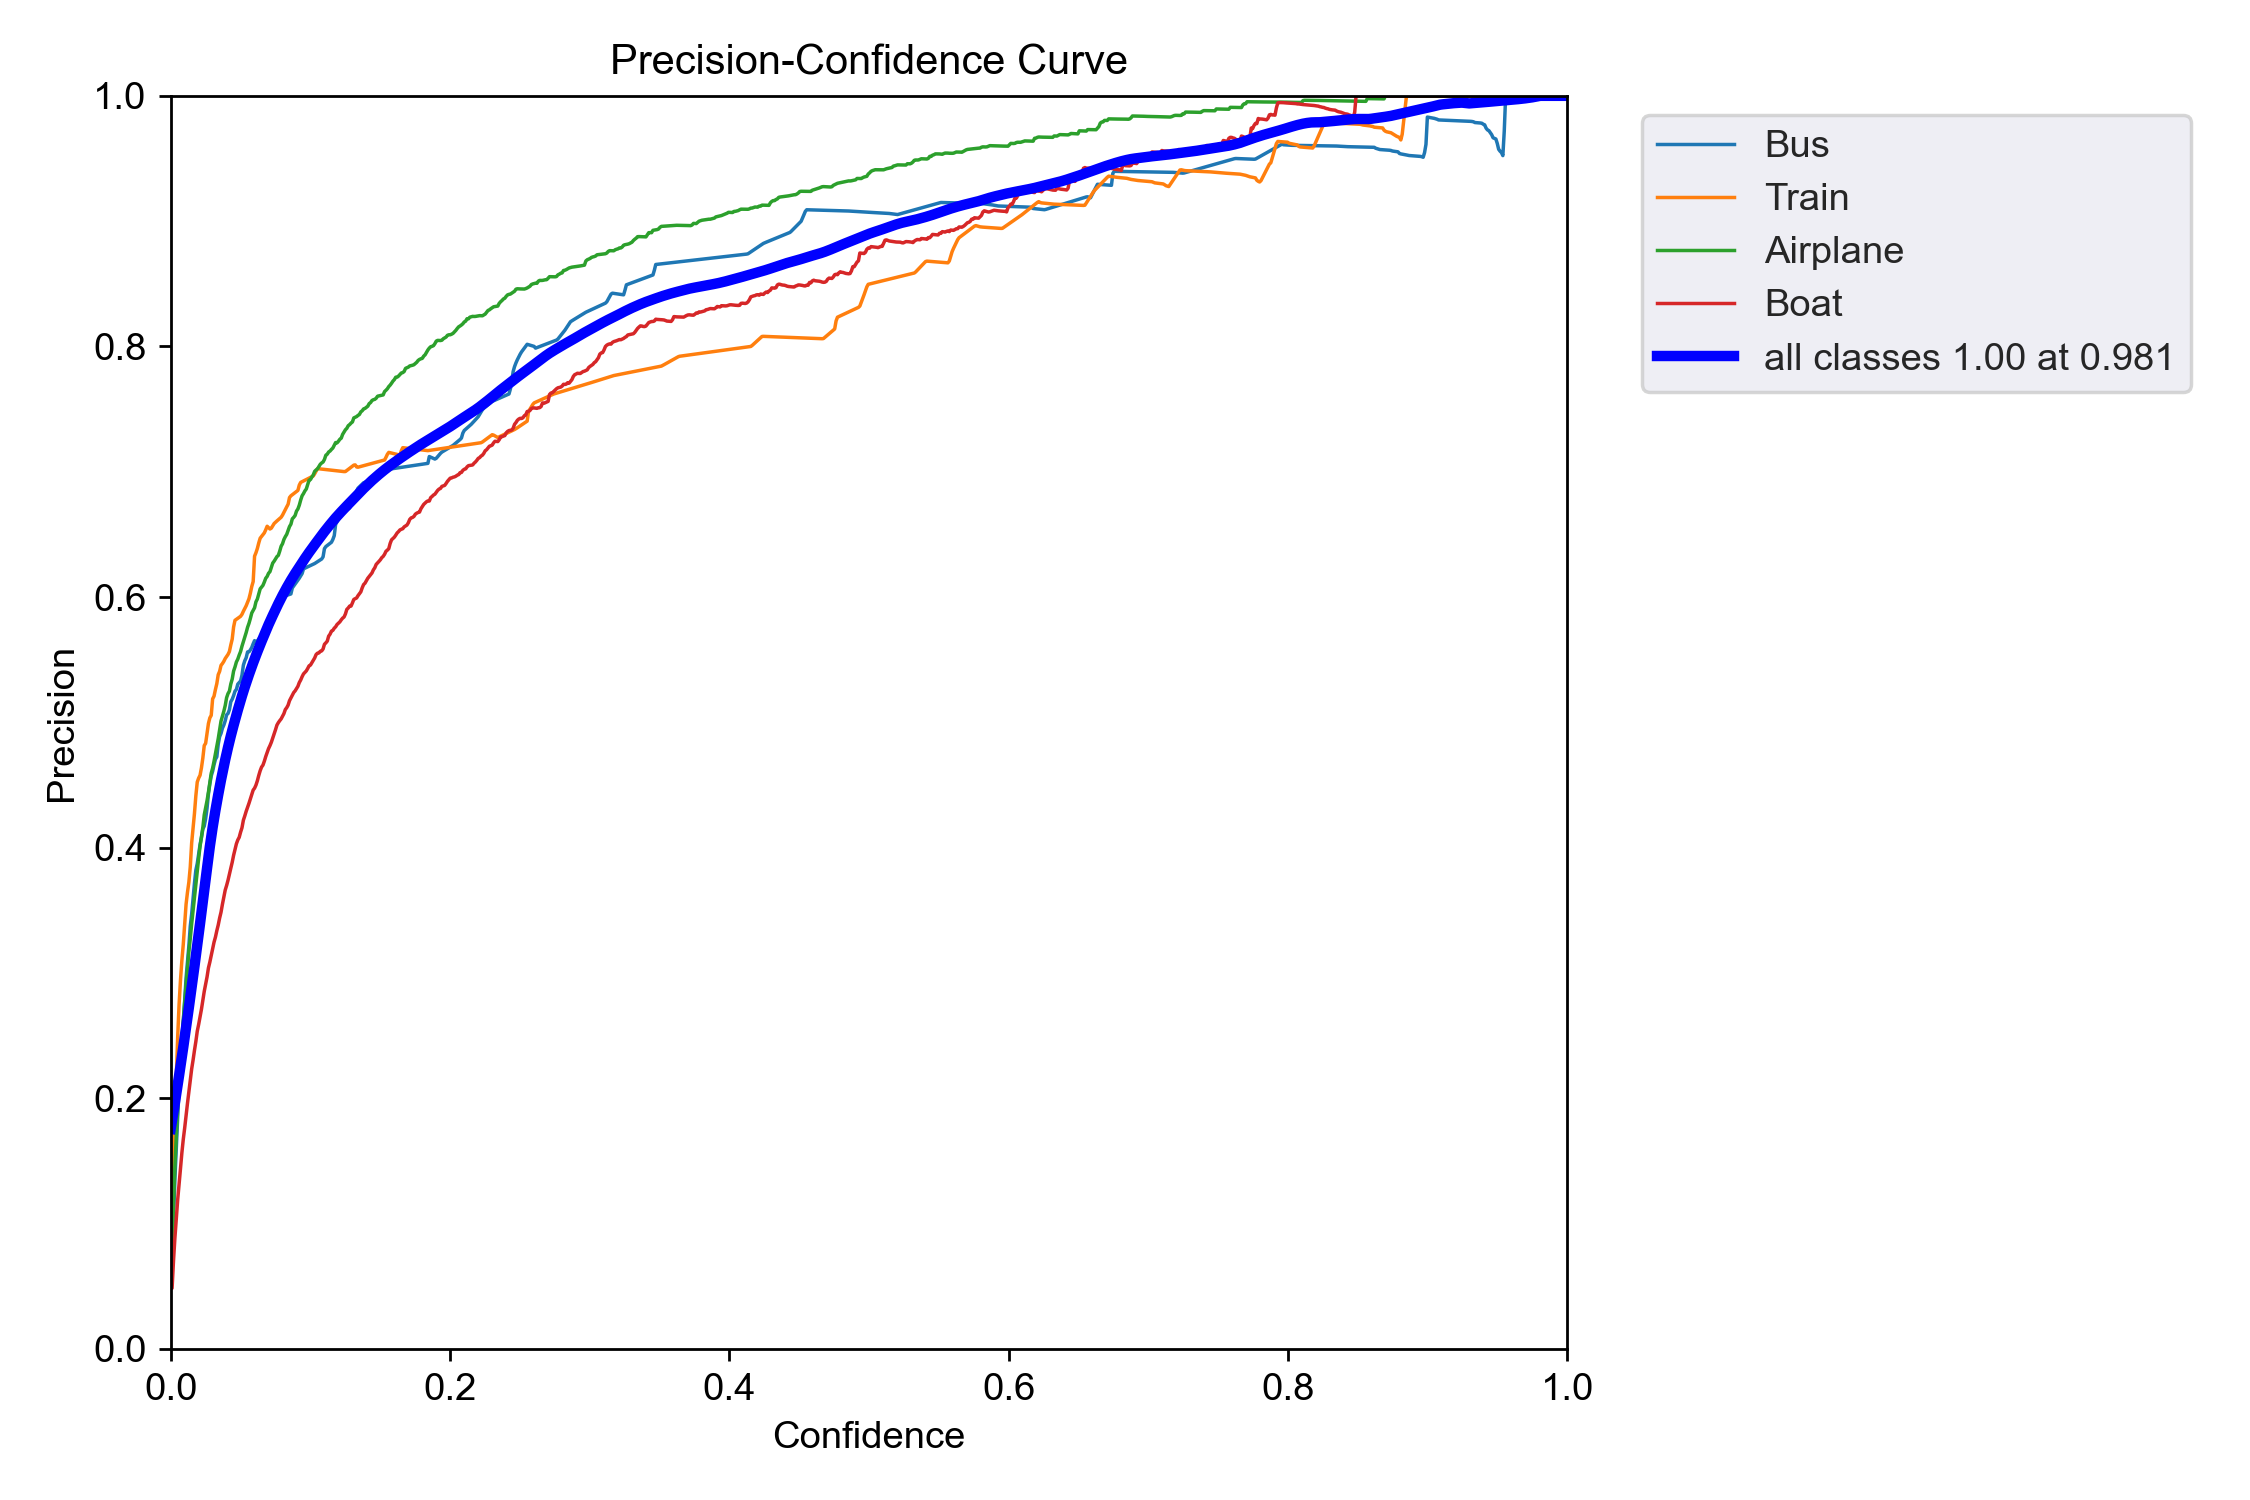 Precision-Confidence Curve
1.0
0.8
0.6
0.4
0.2
0.0
Precision
0.0 0.2 0.4 0.6 0.8 1.0
Confidence
Bus
Train
Airplane
Boat
all classes 1.00 at 0.981